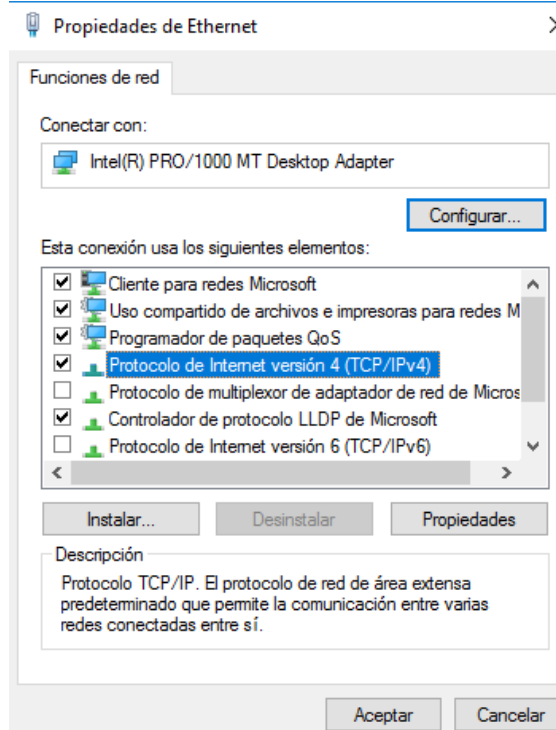 Propiedades de Ethernet
Funciones de red
Conectar con:
Intel(R) PRO/1000 MT Desktop Adapter
Configurar...
Esta conexión usa los siguientes elementos:
Cliente para redes Microsoft
Uso compartido de archivos e impresoras para redes M
Programador de paquetes QoS
Protocolo de Internet versión 4 (TCP/IPv4)
Protocolo de multiplexor de adaptador de red de Micros
Controlador de protocolo LLDP de Microsoft
Protocolo de Internet versión 6 (TCP/IPv6)
Instalar...
Desinstalar
Propiedades
Descripción
Protocolo TCP/IP. El protocolo de red de área extensa
predeterminado que permite la comunicación entre varias
redes conectadas entre sí.
Aceptar
Cancelar